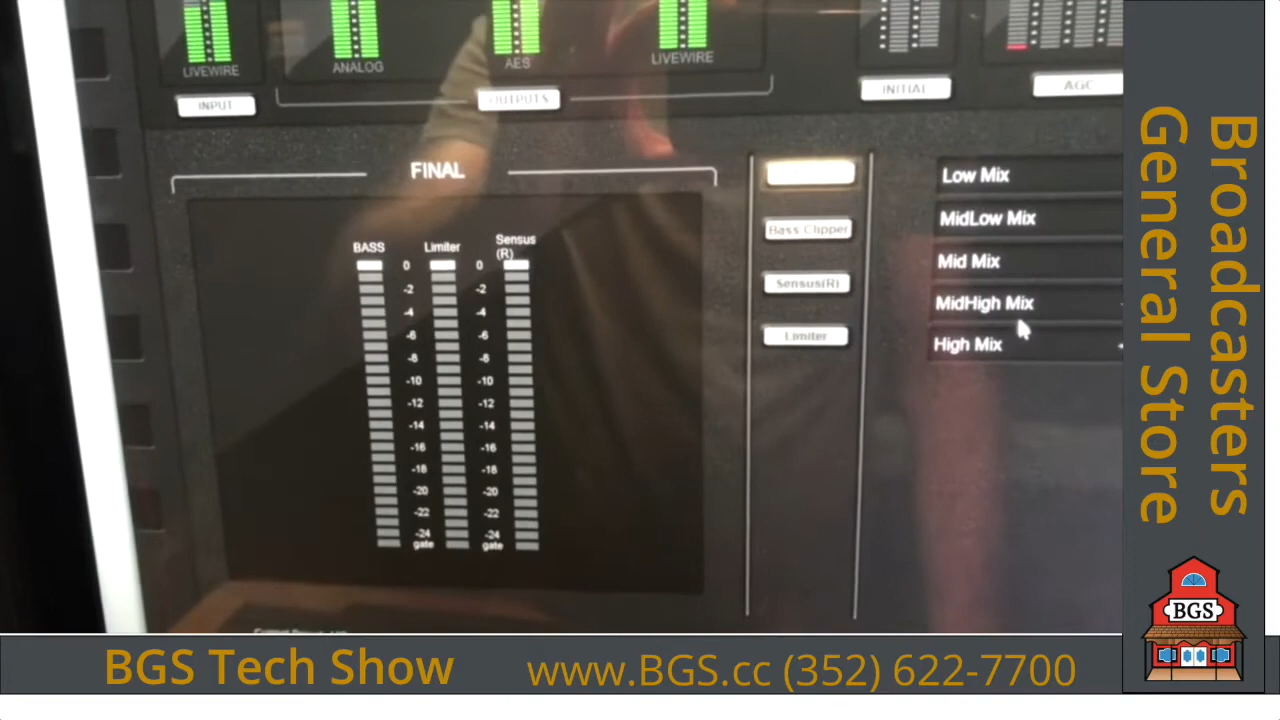 LIVEWIRE
ANALOG
AES
LIVEWIRE
INPUT
OUTPUTS
INITIAL
AGC
FINAL
BASS
Limiter
Sensus
(R)
0 0
-2 -2
-4 -4
-6 -6
-8 -8
-10 -10
-12 -12
-14 -14
-16 -16
-18 -18
-20 -20
-22 -22
-24 -24
gate gate
Bass Clipper
Sensus(R)
Limiter
Low Mix
MidLow Mix
Mid Mix
MidHigh Mix
High Mix
Broadcasters
General Store
BGS
BGS Tech Show www.BGS.cc (352) 622-7700